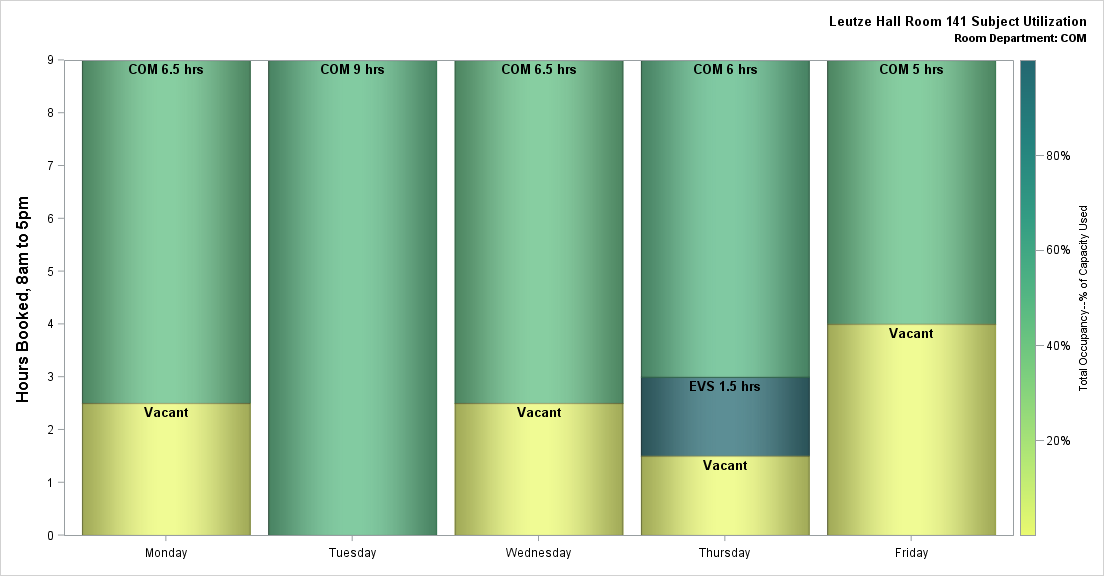 Leutze Hall Room 141 Subject Utilization
Room Department: COM
9
8
7
6
5
4
3
2
1
0
Hours Booked, 8am to 5pm
COM 6.5 hrs
Vacant
COM 9 hrs
COM 6.5 hrs
Vacant
COM 6 hrs
EVS 1.5 hrs
Vacant
COM 5 hrs
Vacant
Monday
Tuesday
Wednesday
Thursday
Friday
80%
60%
40%
20%
Total Occupancy--% of Capacity Used